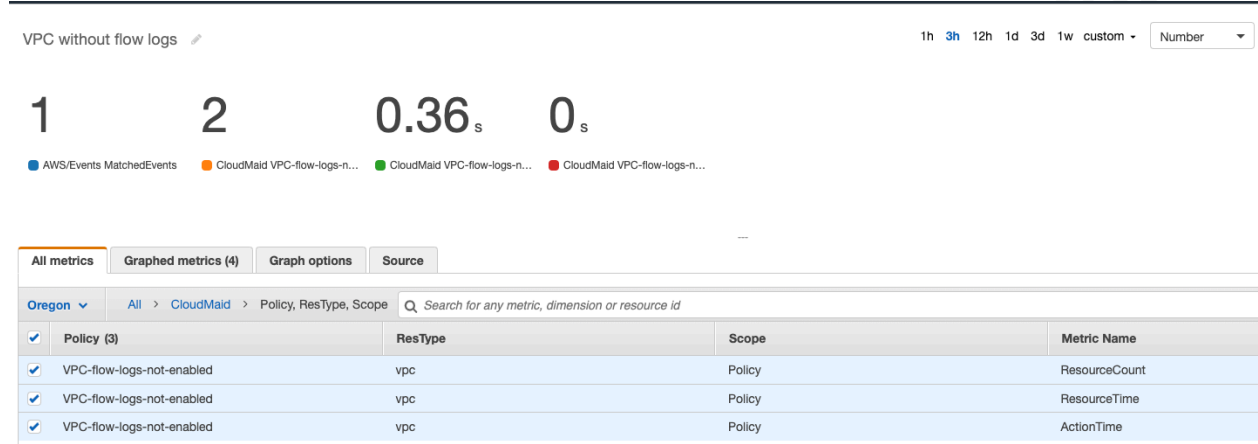 VPC without flow logs
1h 3h 12h 1d 3d 1w custom Number
1 2 0.36 s 0 s
AWS/Events MatchedEvents CloudMaid VPC-flow-logs-n... CloudMaid VPC-flow-logs-n... CloudMaid VPC-flow-logs-n...
All metrics Graphed metrics (4) Graph options Source
Oregon All > CloudMaid > Policy, ResType, Scope Search for any metric, dimension or resource id
Policy (3) ResType Scope Metric Name
VPC-flow-logs-not-enabled vpc Policy ResourceCount
VPC-flow-logs-not-enabled vpc Policy ResourceTime
VPC-flow-logs-not-enabled vpc Policy ActionTime